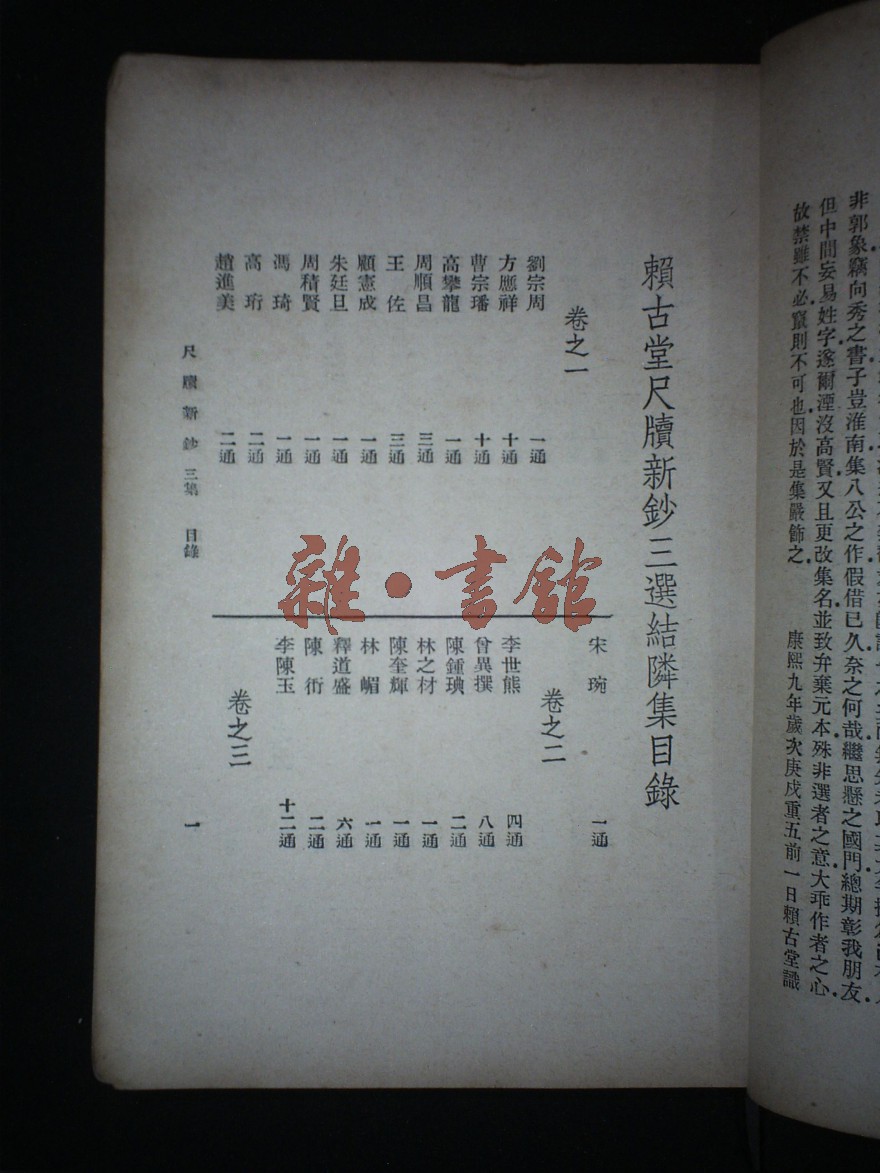 非郭象竊向秀之書子豈淮南集八公之作假借已久奈之何哉繼思懸之國門總期彰我朋友
但中間妄易姓字遂爾湮沒高賢又且更改集名並致弁棄元本殊非選者之意大乖作者之心
故禁雖不必竄則不可也因於是集嚴飭之 康熙九年歲次庚戌重五前一日賴古堂識
賴古堂尺牘新鈔三選結隣集目錄
卷之一
劉宗周 一通
方應祥 十通
曹宗璠 十通
高攀龍 一通
周順昌 三通
王佐 三通
顧憲成 一通
朱廷旦 一通
周積賢 一通
馮琦 一通
高珩 二通
趙進美 二通
宋琬 一通
卷之二
李世熊 四通
曾異撰 八通
陳鍾琠 二通
林之材 一通
陳奎輝 一通
林嵋 一通
釋道盛 六通
陳衎 二通
李陳玉 十二通
卷之三
尺牘新鈔 三集 目錄 一
雜·書館